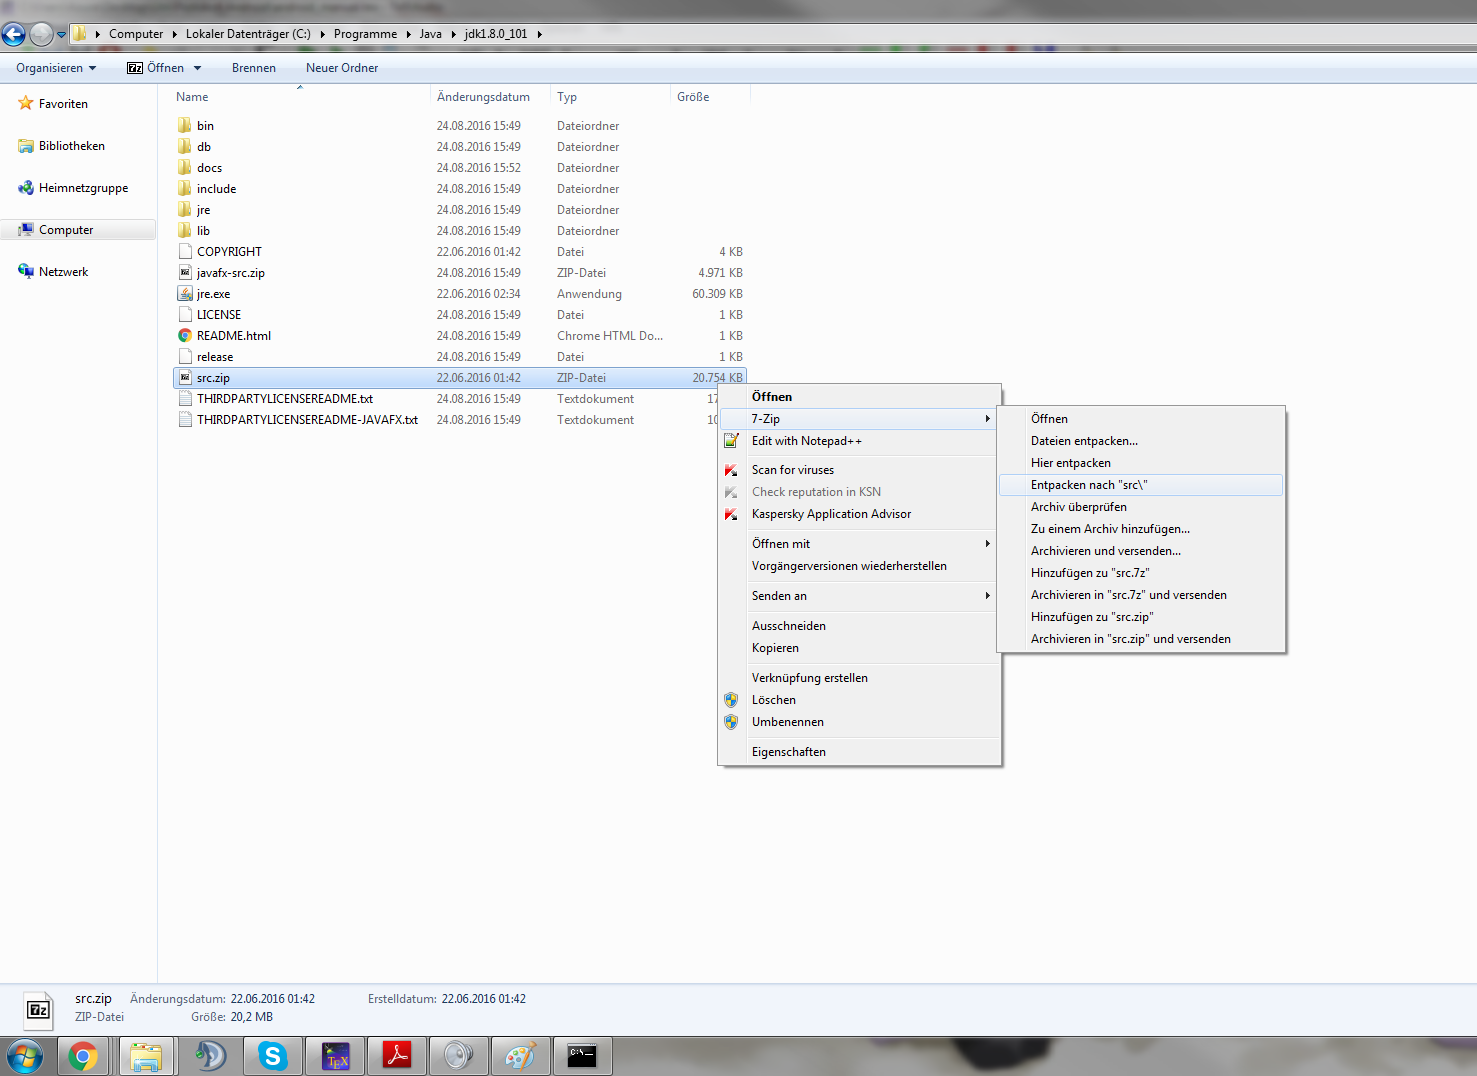 Computer Lokaler Datenträger (C:) Programme Java jdk1.8.0_101
Organisieren Öffnen Brennen Neuer Ordner
Favoriten
Bibliotheken
Heimnetzgruppe
Computer
Netzwerk
Name Änderungsdatum Typ Größe
bin 24.08.2016 15:49 Dateiordner
db 24.08.2016 15:49 Dateiordner
docs 24.08.2016 15:52 Dateiordner
include 24.08.2016 15:49 Dateiordner
jre 24.08.2016 15:49 Dateiordner
lib 24.08.2016 15:49 Dateiordner
COPYRIGHT 22.06.2016 01:42 Datei 4 KB
javafx-src.zip 24.08.2016 15:49 ZIP-Datei 4.971 KB
jre.exe 22.06.2016 02:34 Anwendung 60.309 KB
LICENSE 24.08.2016 15:49 Datei 1 KB
README.html 24.08.2016 15:49 Chrome HTML Do... 1 KB
release 24.08.2016 15:49 Datei 1 KB
src.zip 22.06.2016 01:42 ZIP-Datei 20.754 KB
THIRDPARTYLICENSEREADME.txt 24.08.2016 15:49 Textdokument
THIRDPARTYLICENSEREADME-JAVAFX.txt 24.08.2016 15:49 Textdokument
Öffnen
7-Zip
Edit with Notepad++
Scan for viruses
Check reputation in KSN
Kaspersky Application Advisor
Öffnen mit
Vorgängerversionen wiederherstellen
Senden an
Ausschneiden
Kopieren
Verknüpfung erstellen
Löschen
Umbenennen
Eigenschaften
Öffnen
Dateien entpacken...
Hier entpacken
Entpacken nach "src\"
Archiv überprüfen
Zu einem Archiv hinzufügen...
Archivieren und versenden...
Hinzufügen zu "src.7z"
Archivieren in "src.7z" und versenden
Hinzufügen zu "src.zip"
Archivieren in "src.zip" und versenden
src.zip Änderungsdatum: 22.06.2016 01:42 Erstelldatum: 22.06.2016 01:42
ZIP-Datei Größe: 20,2 MB